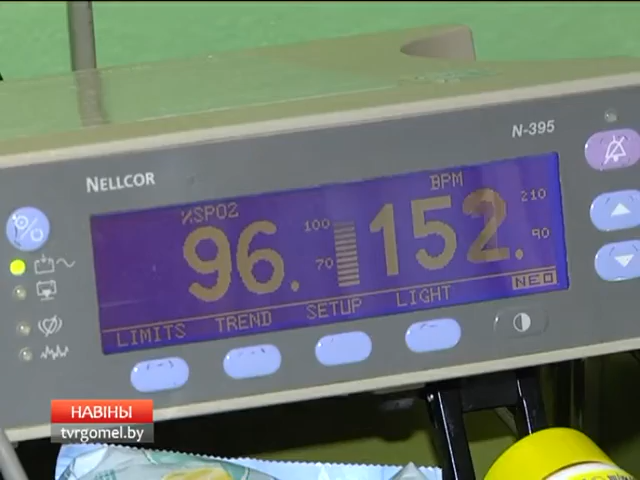 N-395
NELLCOR
%SPO2
BPM
96.
100
70
152.
210
90
NEO
LIMITS TREND SETUP LIGHT
НАВІНЫ
tvrgomel.by